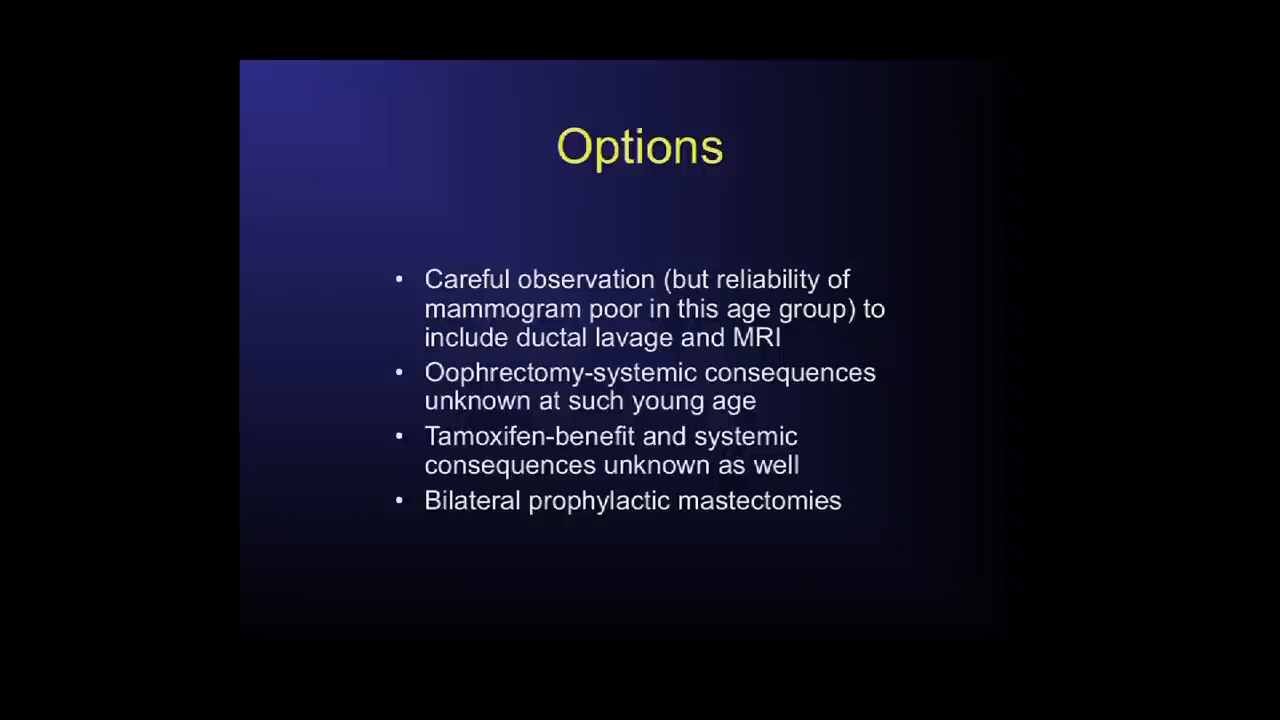 Options
• Careful observation (but reliability of
mammogram poor in this age group) to
include ductal lavage and MRI
• Oophrectomy-systemic consequences
unknown at such young age
• Tamoxifen-benefit and systemic
consequences unknown as well
• Bilateral prophylactic mastectomies